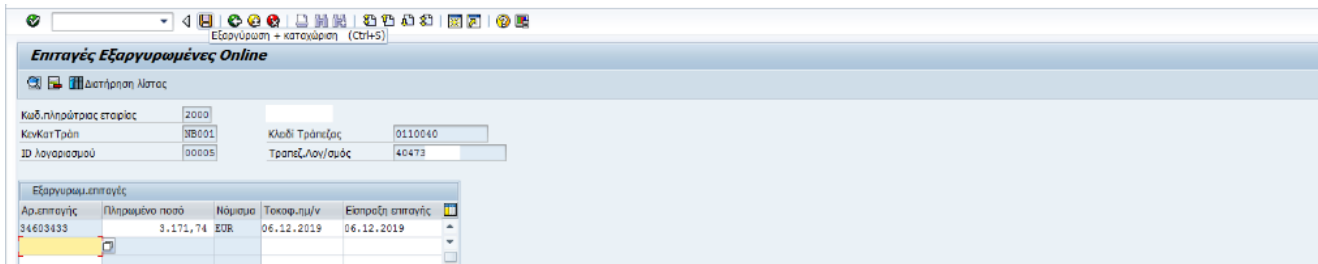 Εξαργύρωση + καταχώριση (Ctrl+S)
Επιταγές Εξαργυρωμένες Online
Διατήρηση λίστας
Κωδ.πληρώτριας εταιρίας 2000
ΚενΚατΤράπ NB001 Κλειδί Τράπεζας 0110040
ID λογαριασμού 00005 Τραπεζ.Λογ/σμός 40473
Εξαργυρωμ.επιταγές
Αρ.επιταγής Πληρωμένο ποσό Νόμισμα Τοκοφ.ημ/ν Είσπραξη επιταγής
34603433 3.171,74 EUR 06.12.2019 06.12.2019